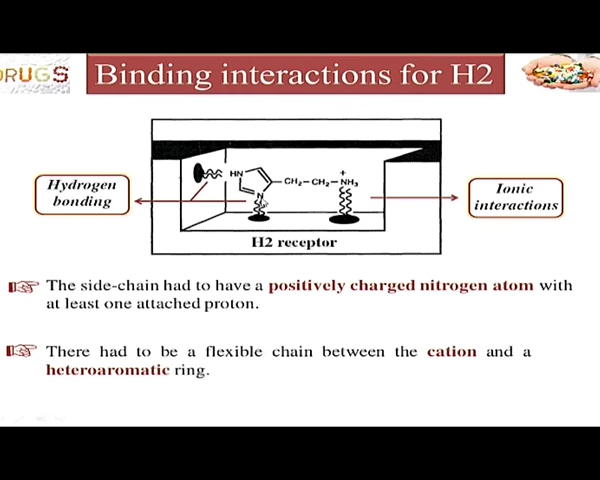 DRUGS
Binding interactions for H2
Hydrogen
bonding
HN
N
CH2-CH2-NH3
+
Ionic
interactions
H2 receptor
The side-chain had to have a positively charged nitrogen atom with
at least one attached proton.
There had to be a flexible chain between the cation and a
heteroaromatic ring.